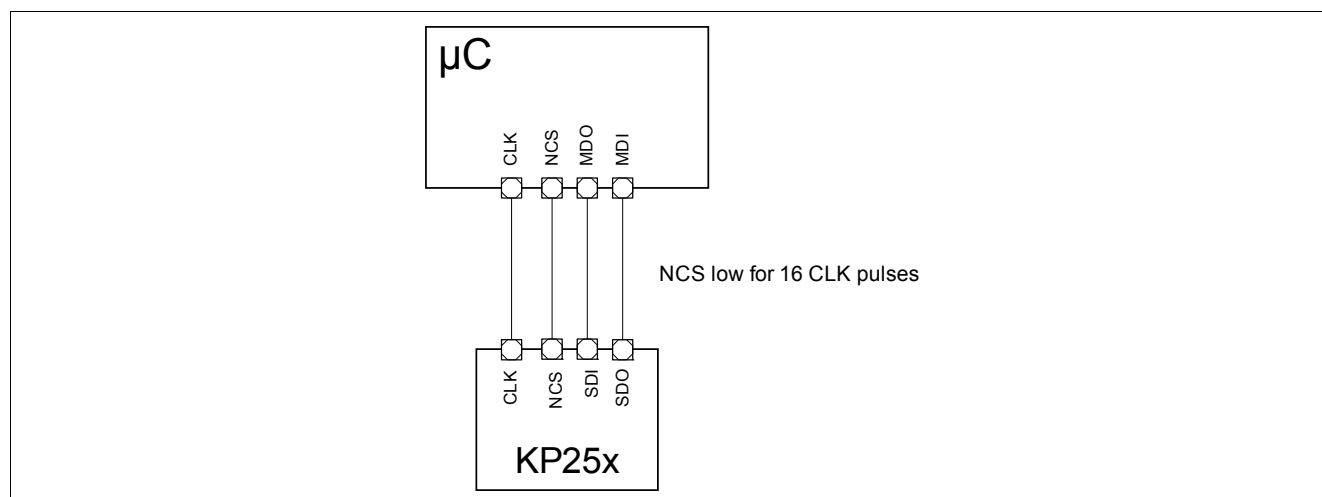 µC
CLK
NCS
MDO
MDI
NCS low for 16 CLK pulses
CLK
NCS
SDI
SDO
KP25x